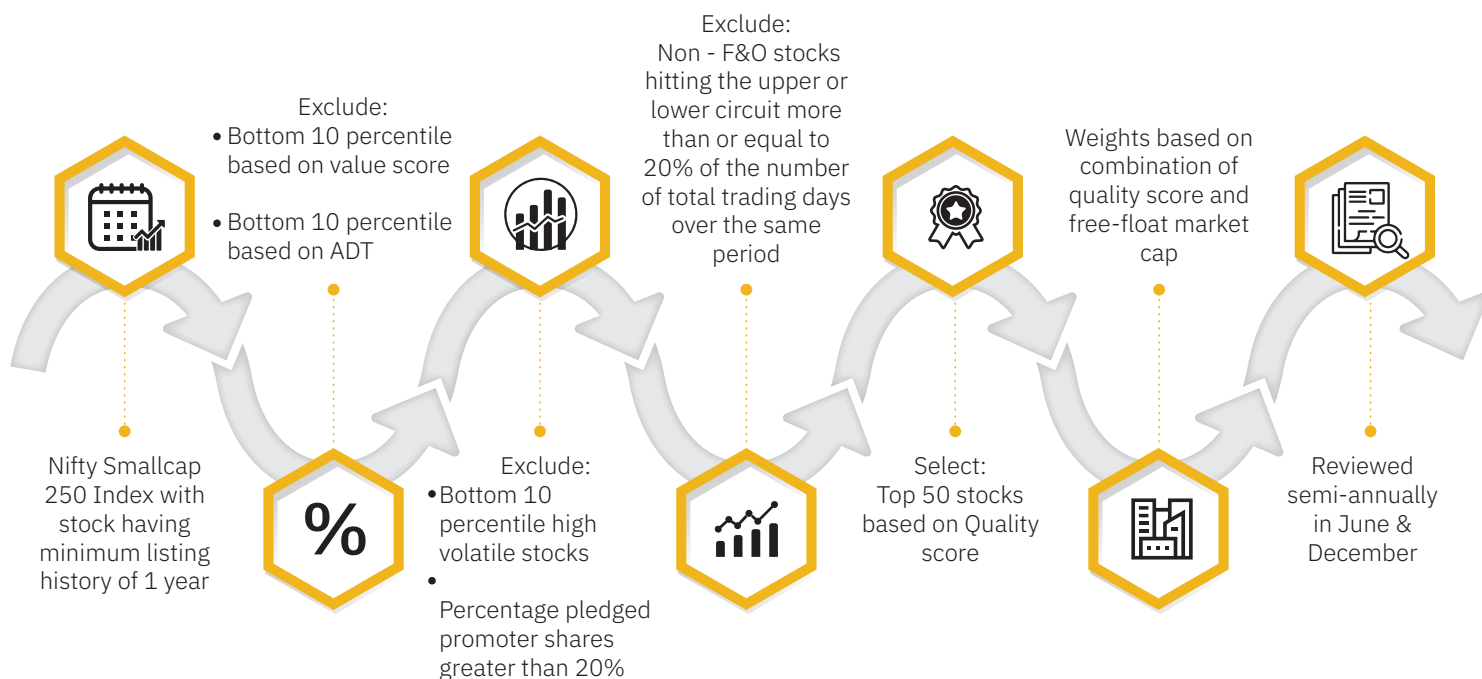 Nifty Smallcap
250 Index with
stock having
minimum listing
history of 1 year
Exclude:
• Bottom 10 percentile
based on value score
• Bottom 10 percentile
based on ADT
%
Exclude:
• Bottom 10
percentile high
volatile stocks
•
Percentage pledged
promoter shares
greater than 20%
Exclude:
Non - F&O stocks
hitting the upper or
lower circuit more
than or equal to
20% of the number
of total trading days
over the same
period
Select:
Top 50 stocks
based on Quality
score
Weights based on
combination of
quality score and
free-float market
cap
Reviewed
semi-annually
in June &
December